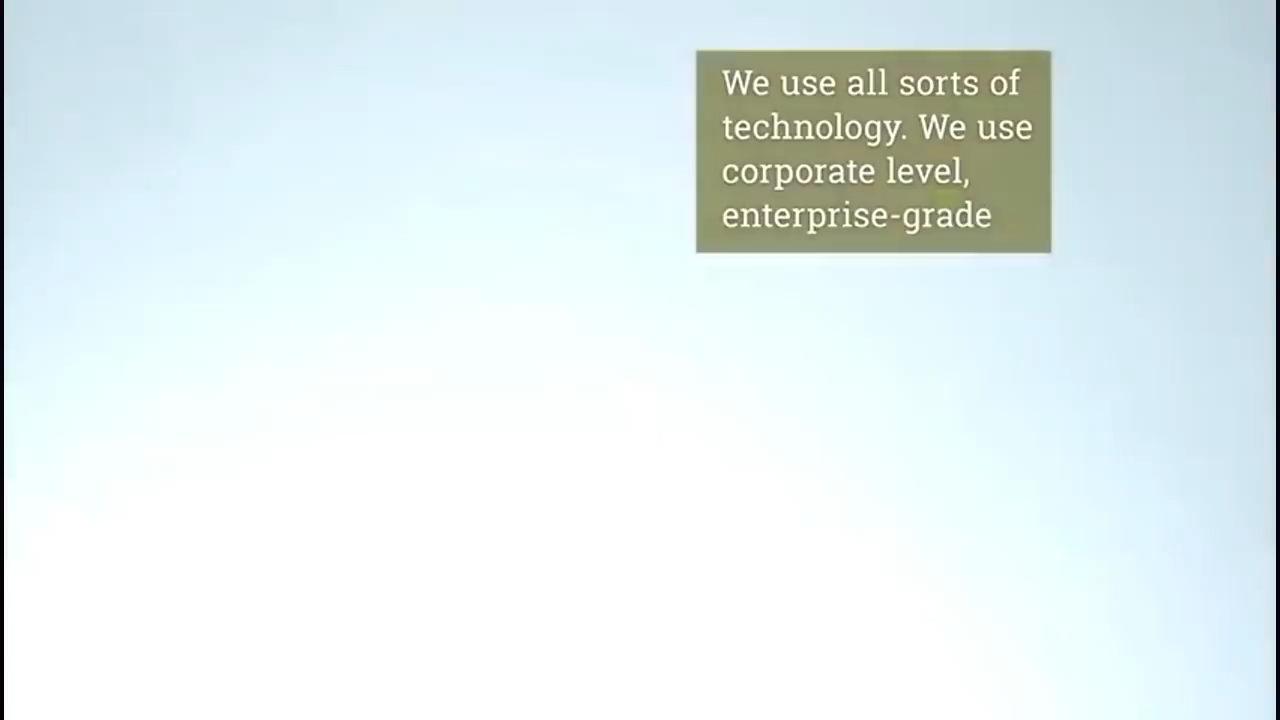 We use all sorts of
technology. We use
corporate level,
enterprise-grade